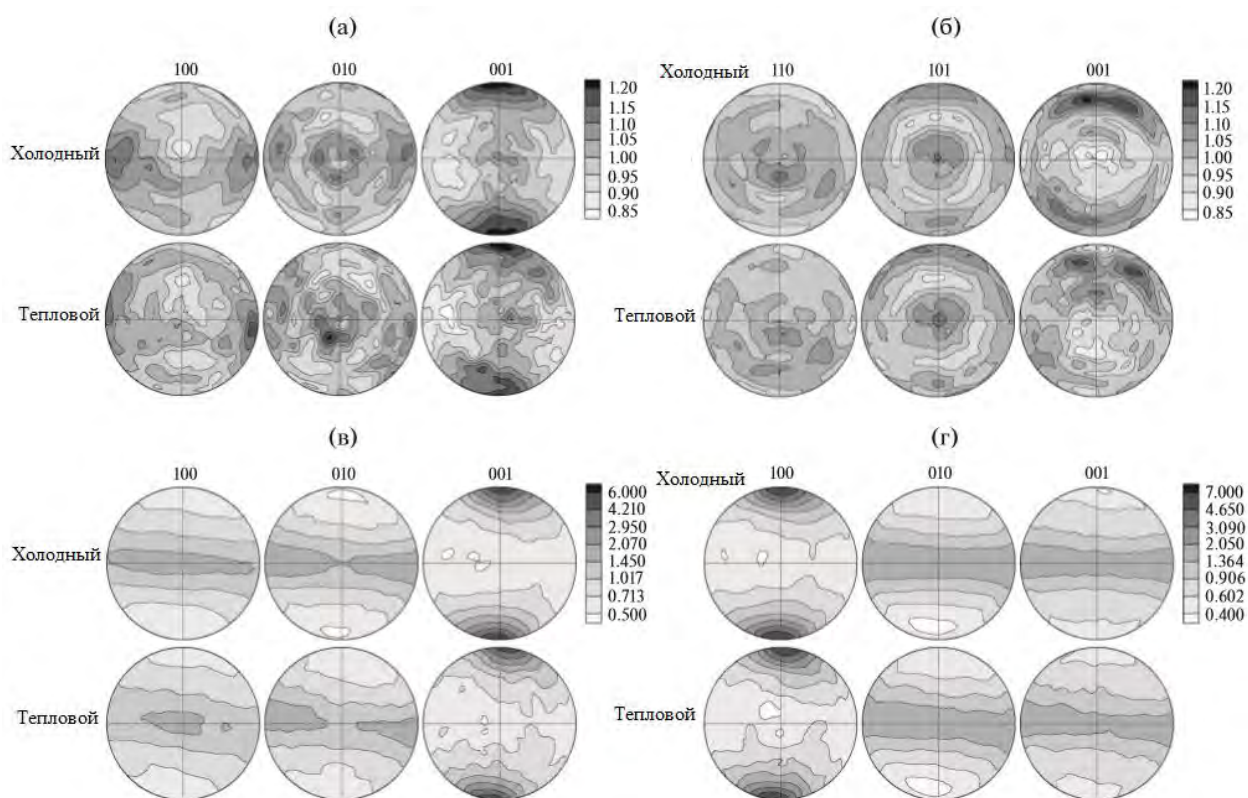 (а)
100 010 001
Холодный
Тепловой
1.20
1.15
1.10
1.05
1.00
0.95
0.90
0.85
(б)
Холодный
110 101 001
Тепловой
1.20
1.15
1.10
1.05
1.00
0.95
0.90
0.85
(в)
100 010 001
Холодный
Тепловой
6.000
4.210
2.950
2.070
1.450
1.017
0.713
0.500
(г)
Холодный
100 010 001
Тепловой
7.000
4.650
3.090
2.050
1.364
0.906
0.602
0.400